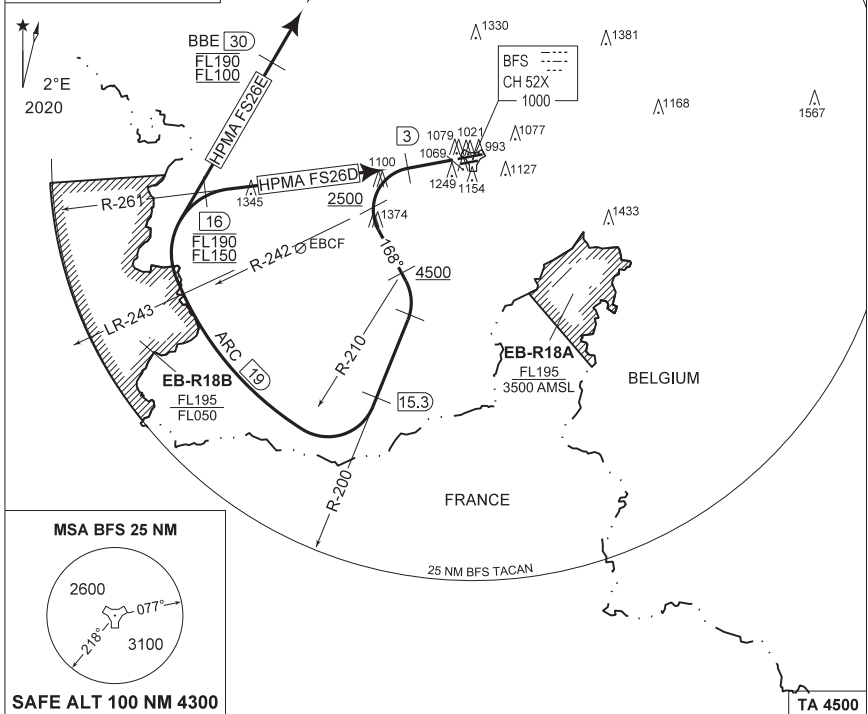 1330
1381
BBE 30
FL190
FL100
BFS
CH 52X
1000
2°E
2020
1168
1567
HPMA FS26E
3
1079
1021
1077
1069
993
1100
1249
1154
1127
HPMA FS26D
R-261
1345
2500
1374
1433
16
FL190
FL150
R-242
EBCF
168°
4500
LR-243
ARC 19
R-210
EB-R18B
FL195
FL050
EB-R18A
FL195
3500 AMSL
BELGIUM
15.3
R-200
FRANCE
25 NM BFS TACAN
MSA BFS 25 NM
2600
077°
218°
3100
SAFE ALT 100 NM 4300
TA 4500